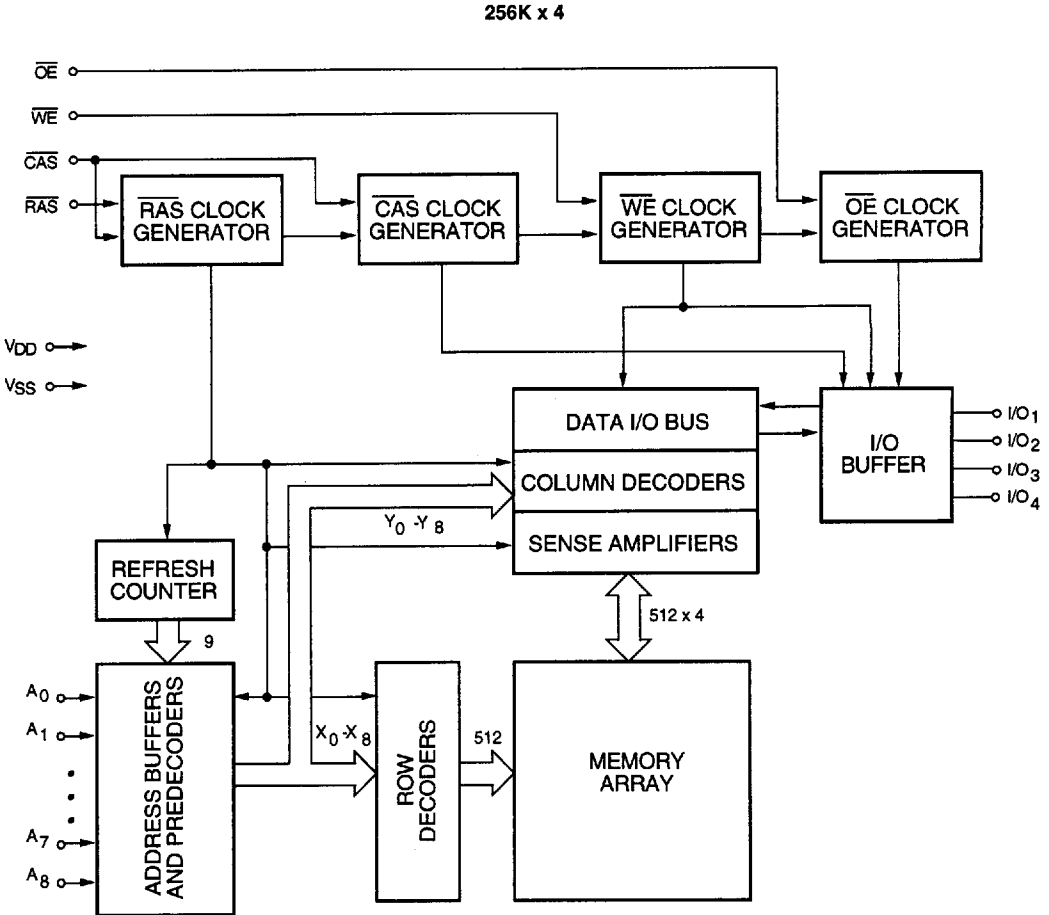 256K x 4
OE
WE
CAS
RAS
RAS CLOCK
GENERATOR
CAS CLOCK
GENERATOR
WE CLOCK
GENERATOR
OE CLOCK
GENERATOR
VDD
VSS
DATA I/O BUS
COLUMN DECODERS
SENSE AMPLIFIERS
I/O
BUFFER
I/O1
I/O2
I/O3
I/O4
Y0 -Y8
REFRESH
COUNTER
9
512 x 4
A0
A1
A7
A8
ADDRESS BUFFERS
AND PREDECODERS
X0-X8
ROW
DECODERS
512
MEMORY
ARRAY